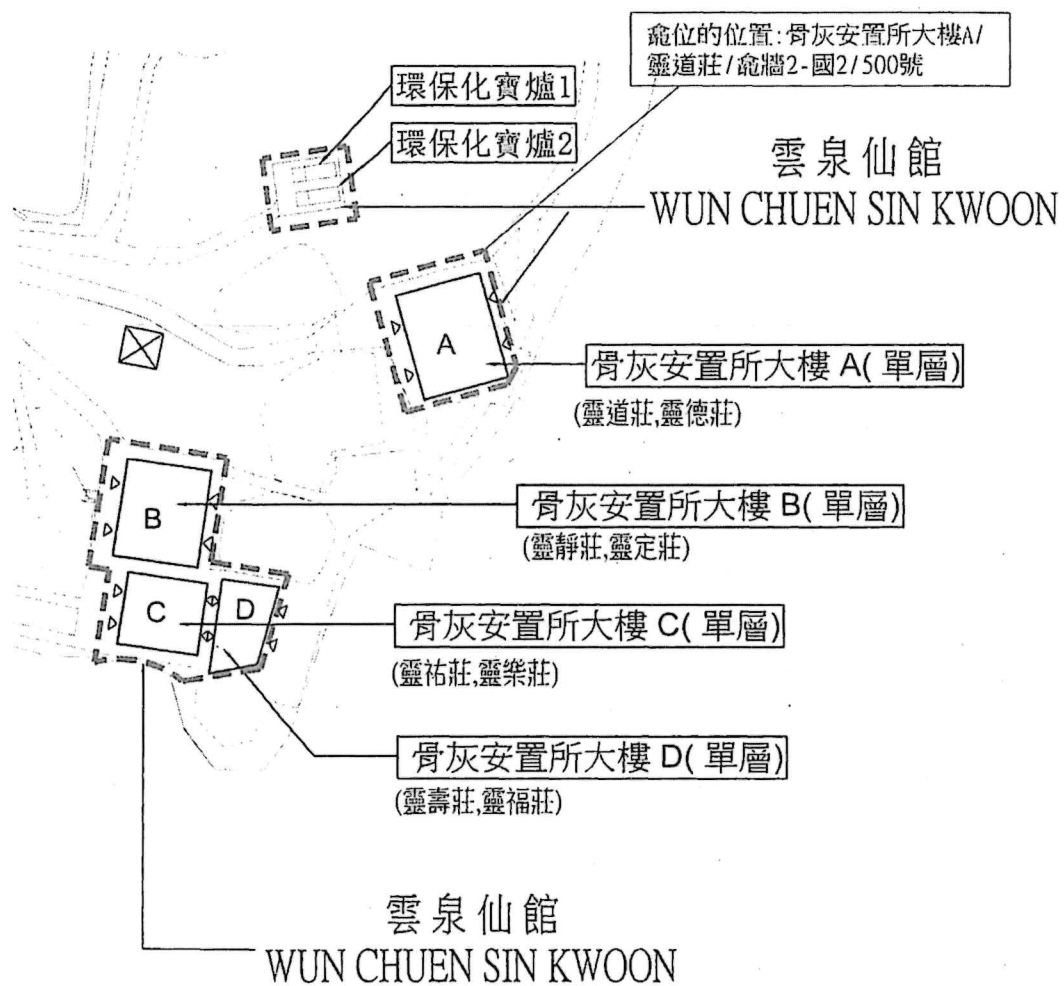 龕位的位置:骨灰安置所大樓A/
靈道莊/龕牆2-國2/500號
環保化寶爐1
環保化寶爐2
雲泉仙館
WUN CHUEN SIN KWOON
A
骨灰安置所大樓 A( 單層)
(靈道莊,靈德莊)
B
骨灰安置所大樓 B( 單層)
(靈靜莊,靈定莊)
C
D
骨灰安置所大樓 C( 單層)
(靈祐莊,靈樂莊)
骨灰安置所大樓 D( 單層)
(靈壽莊,靈福莊)
雲泉仙館
WUN CHUEN SIN KWOON